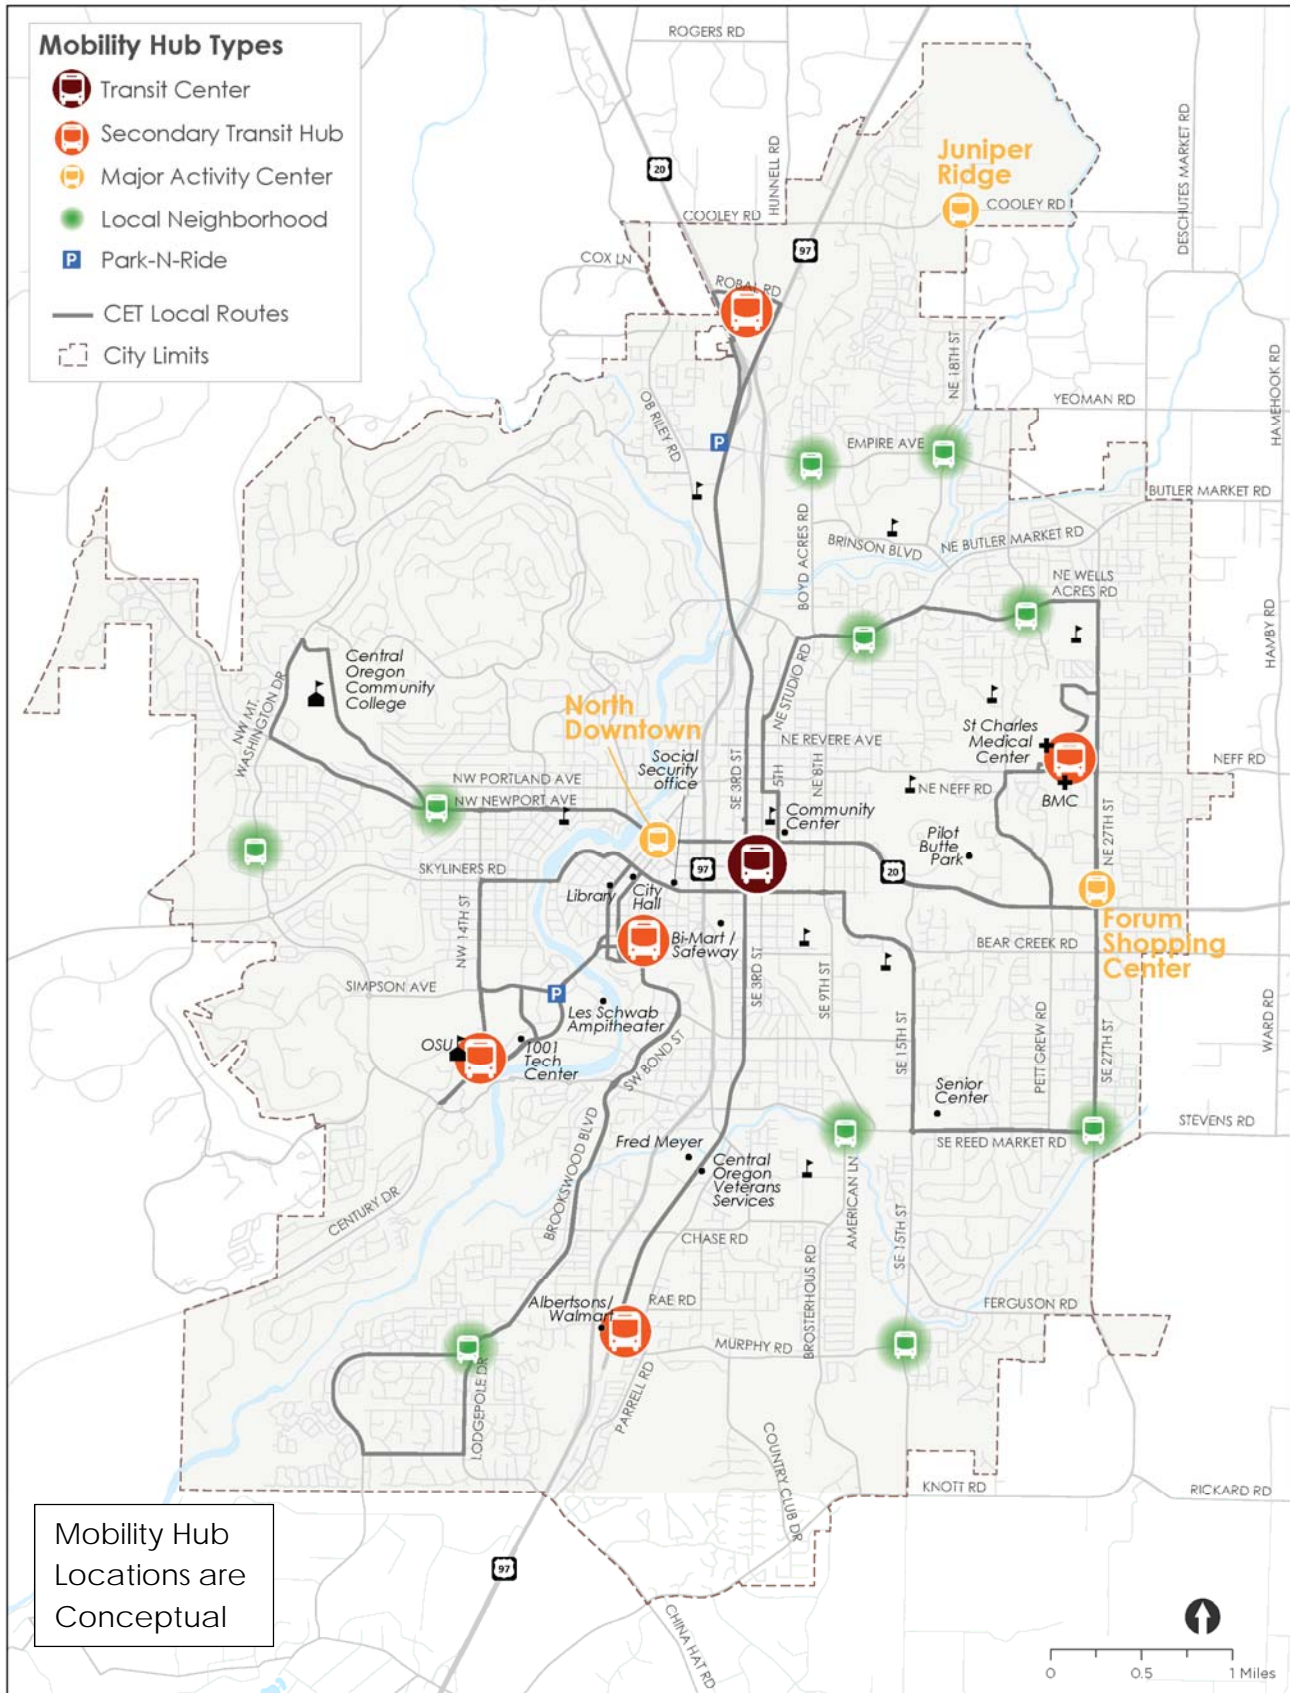 Mobility Hub Types
Transit Center
Secondary Transit Hub
Major Activity Center
Local Neighborhood
P
Park-N-Ride
CET Local Routes
City Limits
ROGERS RD
20
HUNNELL RD
DESCHUTES MARKET RD
Juniper
Ridge
COOLEY RD
COOLEY RD
97
COX LN
ROBAL RD
NE 18TH ST
HAMEHOOK RD
YEOMAN RD
OB RILEY RD
P
EMPIRE AVE
BUTLER MARKET RD
BOYD ACRES RD
BRINSON BLVD
NE BUTLER MARKET RD
NE WELLS
ACRES RD
HAMBY RD
NE STUDIO RD
Central
Oregon
Community
College
NW MT.
WASHINGTON DR
North
Downtown
Social
Security
office
SE 3RD ST
5TH
NE 8TH
NE REVERE AVE
St Charles
Medical
Center
NEFF RD
NW PORTLAND AVE
NW NEWPORT AVE
NE NEFF RD
BMC
Community
Center
Pilot
Butte
Park
NE 27TH ST
SKYLINERS RD
97
20
Library
City
Hall
NW 14TH ST
Bi-Mart /
Safeway
BEAR CREEK RD
Forum
Shopping
Center
SE 3RD ST
SE 9TH ST
SIMPSON AVE
P
Les Schwab
Ampitheater
SE 15TH ST
PETTIGREW RD
SE 27TH ST
WARD RD
OSU
1001
Tech
Center
SW BOND ST
Senior
Center
STEVENS RD
SE REED MARKET RD
BROOKSWOOD BLVD
Fred Meyer
Central
Oregon
Veterans
Services
AMERICAN LN
CENTURY DR
CHASE RD
SE 15TH ST
Albertsons/
Walmart
RAE RD
BROSTERHOUS RD
FERGUSON RD
MURPHY RD
LODGEPOLE DR
PARRELL RD
COUNTRY CLUB DR
KNOTT RD
RICKARD RD
Mobility Hub
Locations are
Conceptual
97
CHINA HAT RD
0 0.5 1 Miles